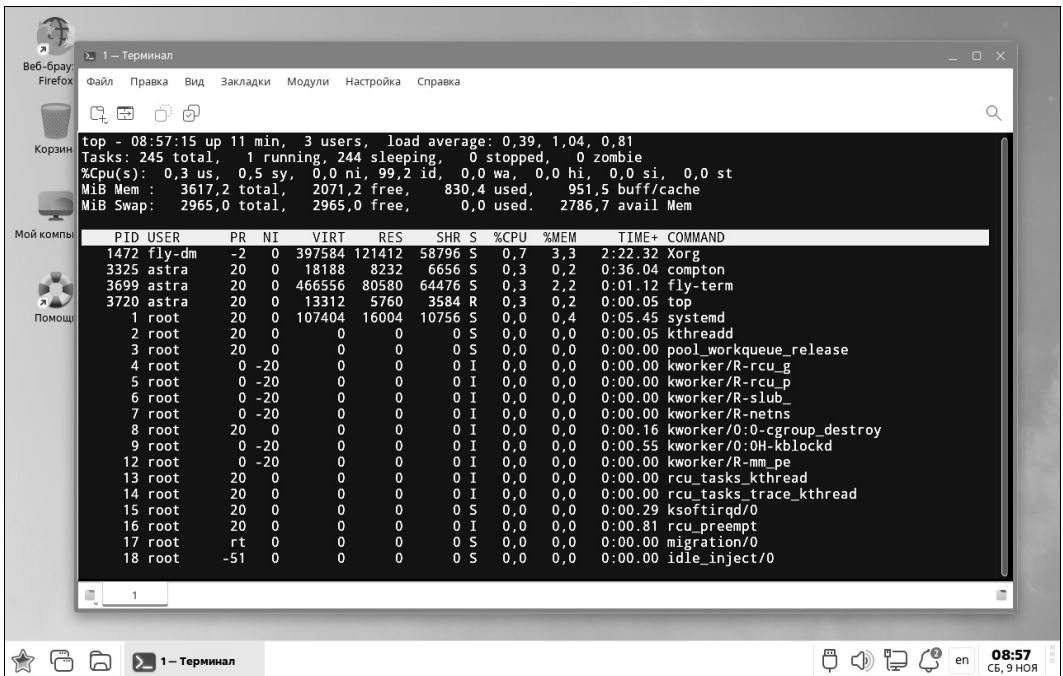 Веб-брау
Firefox
Корзин
Мой компы
Помощ
1 — Терминал
Файл Правка Вид Закладки Модули Настройка Справка
top - 08:57:15 up 11 min, 3 users, load average: 0,39, 1,04, 0,81
Tasks: 245 total, 1 running, 244 sleeping, 0 stopped, 0 zombie
%Cpu(s): 0,3 us, 0,5 sy, 0,0 ni, 99,2 id, 0,0 wa, 0,0 hi, 0,0 si, 0,0 st
MiB Mem : 3617,2 total, 2071,2 free, 830,4 used, 951,5 buff/cache
MiB Swap: 2965,0 total, 2965,0 free, 0,0 used. 2786,7 avail Mem
PID USER PR NI VIRT RES SHR S %CPU %MEM TIME+ COMMAND
1472 fly-dm -2 0 397584 121412 58796 S 0,7 3,3 2:22.32 Xorg
3325 astra 20 0 18188 8232 6656 S 0,3 0,2 0:36.04 compton
3699 astra 20 0 466556 80580 64476 S 0,3 2,2 0:01.12 fly-term
3720 astra 20 0 13312 5760 3584 R 0,3 0,2 0:00.05 top
1 root 20 0 107404 16004 10756 S 0,0 0,4 0:05.45 systemd
2 root 20 0 0 0 0 S 0,0 0,0 0:00.05 kthreadd
3 root 20 0 0 0 0 S 0,0 0,0 0:00.00 pool_workqueue_release
4 root 0 -20 0 0 0 I 0,0 0,0 0:00.00 kworker/R-rcu_g
5 root 0 -20 0 0 0 I 0,0 0,0 0:00.00 kworker/R-rcu_p
6 root 0 -20 0 0 0 I 0,0 0,0 0:00.00 kworker/R-slub_
7 root 0 -20 0 0 0 I 0,0 0,0 0:00.00 kworker/R-netns
8 root 20 0 0 0 0 I 0,0 0,0 0:00.16 kworker/0:0-cgroup_destroy
9 root 0 -20 0 0 0 I 0,0 0,0 0:00.55 kworker/0:0H-kblockd
12 root 0 -20 0 0 0 I 0,0 0,0 0:00.00 kworker/R-mm_pe
13 root 20 0 0 0 0 I 0,0 0,0 0:00.00 rcu_tasks_kthread
14 root 20 0 0 0 0 I 0,0 0,0 0:00.00 rcu_tasks_trace_kthread
15 root 20 0 0 0 0 S 0,0 0,0 0:00.29 ksoftirqd/0
16 root 20 0 0 0 0 I 0,0 0,0 0:00.81 rcu_preempt
17 root rt 0 0 0 0 S 0,0 0,0 0:00.00 migration/0
18 root -51 0 0 0 0 S 0,0 0,0 0:00.00 idle_inject/0
1
1 — Терминал
2
en
08:57
СБ, 9 НОЯ